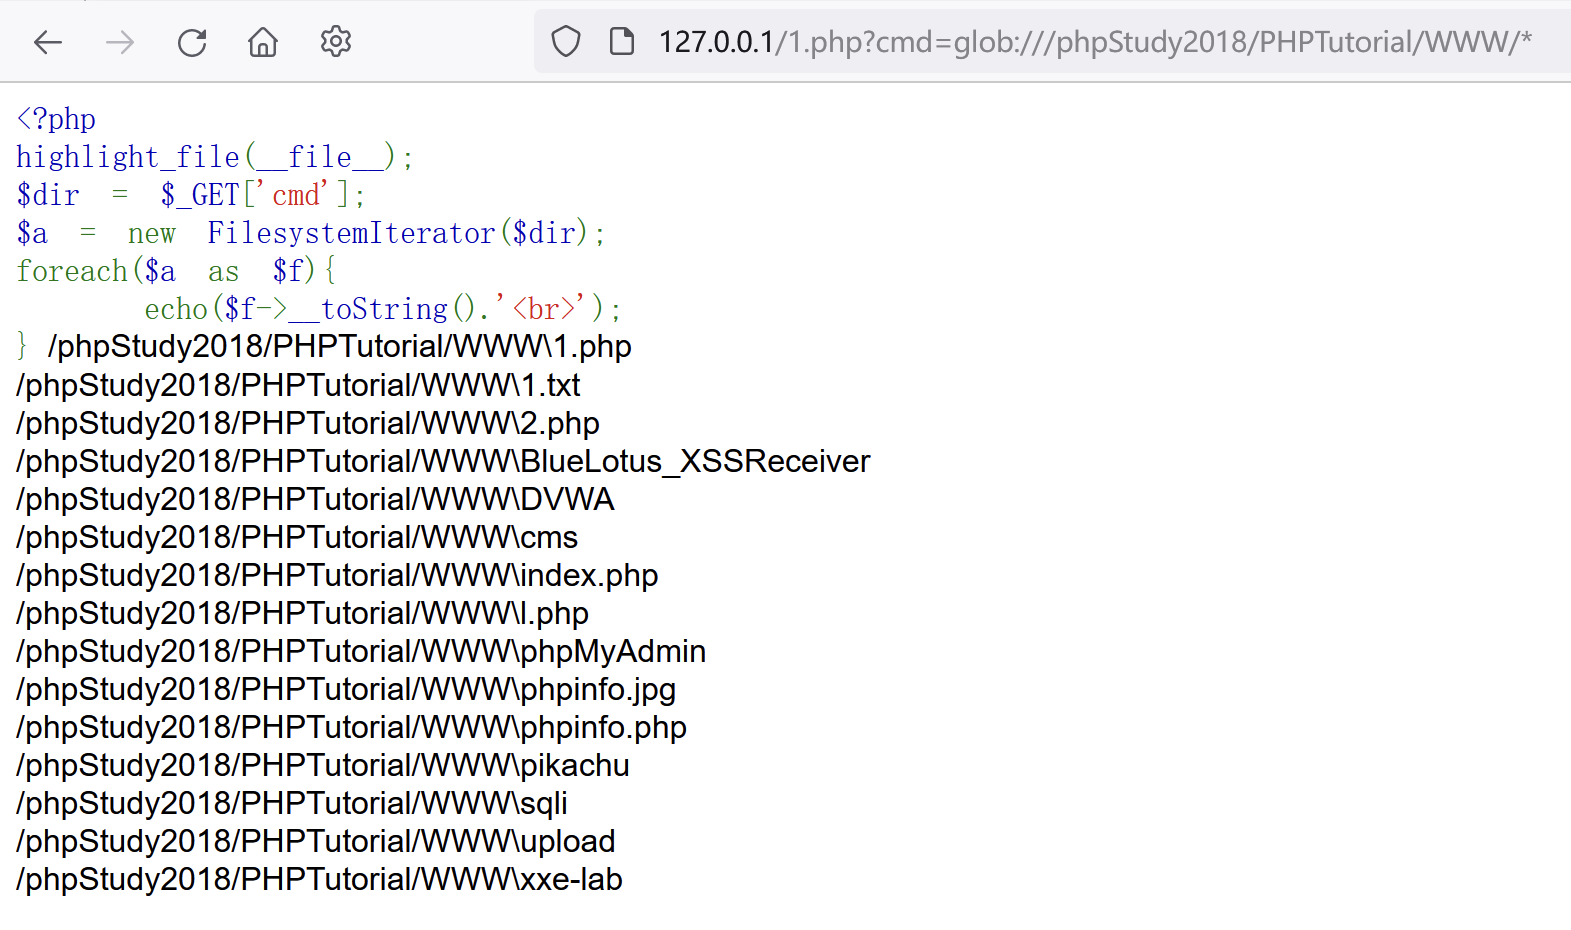 127.0.0.1/1.php?cmd=glob:///phpStudy2018/PHPTutorial/WWW/*
<?php
highlight_file(__file__);
$dir = $_GET['cmd'];
$a = new FilesystemIterator($dir);
foreach($a as $f){
        echo($f->__toString().'<br>');
} /phpStudy2018/PHPTutorial/WWW\1.php
/phpStudy2018/PHPTutorial/WWW\1.txt
/phpStudy2018/PHPTutorial/WWW\2.php
/phpStudy2018/PHPTutorial/WWW\BlueLotus_XSSReceiver
/phpStudy2018/PHPTutorial/WWW\DVWA
/phpStudy2018/PHPTutorial/WWW\cms
/phpStudy2018/PHPTutorial/WWW\index.php
/phpStudy2018/PHPTutorial/WWW\l.php
/phpStudy2018/PHPTutorial/WWW\phpMyAdmin
/phpStudy2018/PHPTutorial/WWW\phpinfo.jpg
/phpStudy2018/PHPTutorial/WWW\phpinfo.php
/phpStudy2018/PHPTutorial/WWW\pikachu
/phpStudy2018/PHPTutorial/WWW\sqli
/phpStudy2018/PHPTutorial/WWW\upload
/phpStudy2018/PHPTutorial/WWW\xxe-lab